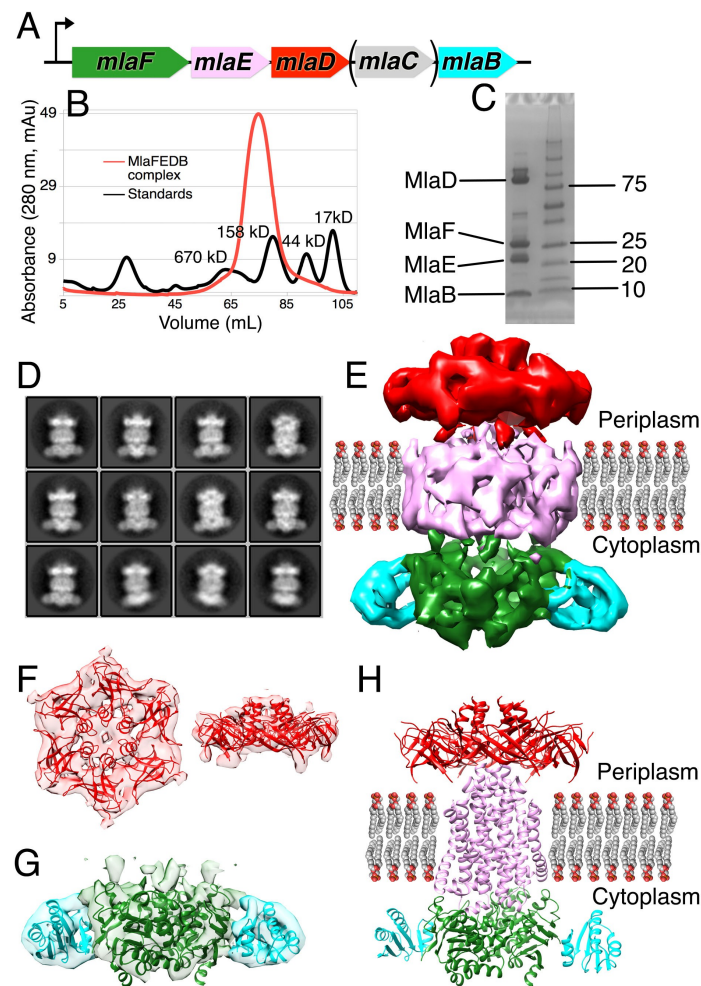 A
mlaF mlaE mlaD (mlaC) mlaB
B
Absorbance (280 nm, mAu)
49
29
9
MlaFEDB complex
Standards
670 kD
158 kD
44 kD
17kD
5 25 45 65 85 105
Volume (mL)
C
MlaD
MlaF
MlaE
MlaB
75
25
20
10
D
E
Periplasm
Cytoplasm
F
G
H
Periplasm
Cytoplasm